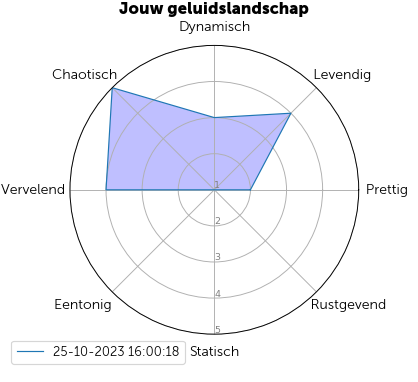 Jouw geluidslandschap
Dynamisch
Chaotisch
Levendig
Vervelend
Prettig
1
2
3
4
5
Eentonig
Rustgevend
25-10-2023 16:00:18
Statisch